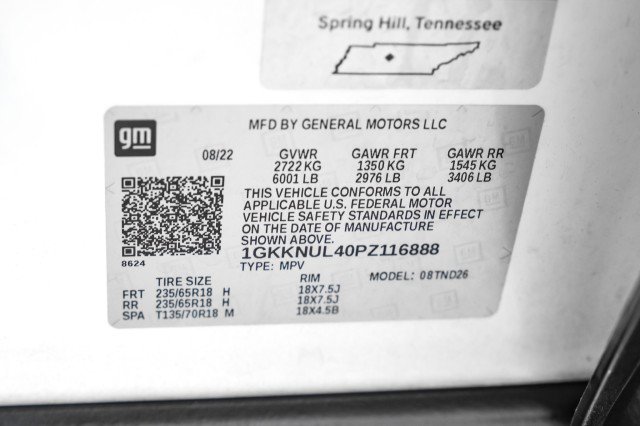 Spring Hill, Tennessee
gm
MFD BY GENERAL MOTORS LLC
08/22 GVWR GAWR FRT GAWR RR
2722 KG 1350 KG 1545 KG
6001 LB 2976 LB 3406 LB
THIS VEHICLE CONFORMS TO ALL
APPLICABLE U.S. FEDERAL MOTOR
VEHICLE SAFETY STANDARDS IN EFFECT
ON THE DATE OF MANUFACTURE
SHOWN ABOVE.
8624
1GKKNUL40PZ116888
TYPE: MPV MODEL: 08TND26
TIRE SIZE RIM
FRT 235/65R18 H 18X7.5J
RR 235/65R18 H 18X7.5J
SPA T135/70R18 M 18X4.5B